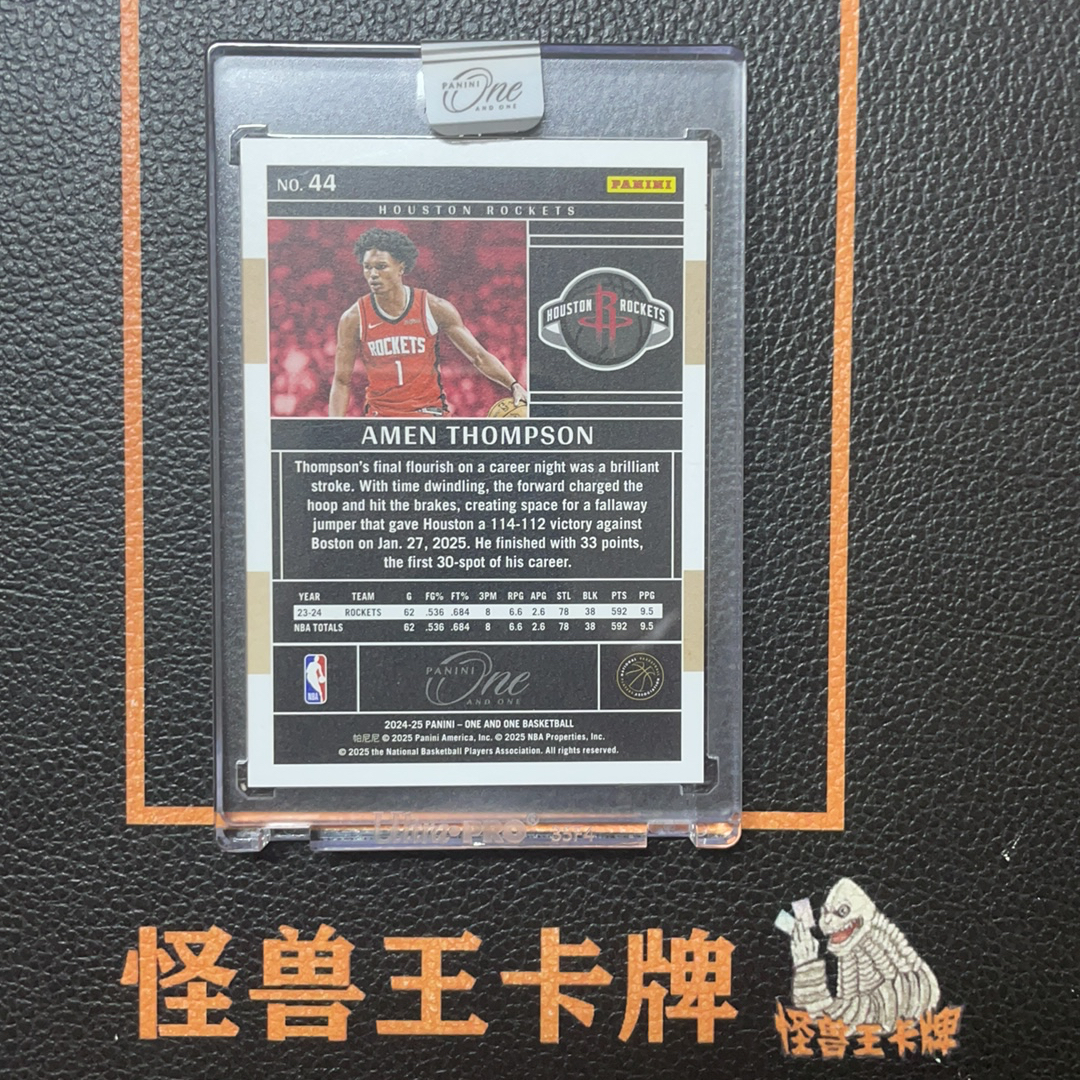 PANINI One
AND ONE
NO. 44
PANINI
HOUSTON ROCKETS
ROCKETS
1
HOUSTON R ROCKETS
AMEN THOMPSON
Thompson's final flourish on a career night was a brilliant
stroke. With time dwindling, the forward charged the
hoop and hit the brakes, creating space for a fallaway
jumper that gave Houston a 114-112 victory against
Boston on Jan. 27, 2025. He finished with 33 points,
the first 30-spot of his career.
YEAR TEAM G FG% FT% 3PM RPG APG STL BLK PTS PPG
23-24 ROCKETS 62 .536 .684 8 6.6 2.6 78 38 592 9.5
NBA TOTALS 62 .536 .684 8 6.6 2.6 78 38 592 9.5
NBA
PANINI One
AND ONE
NATIONAL BASKETBALL
ASSOCIATION
2024-25 PANINI – ONE AND ONE BASKETBALL
帕尼尼 © 2025 Panini America, Inc. © 2025 NBA Properties, Inc.
© 2025 the National Basketball Players Association. All rights reserved.
Ultra•PRO®
怪兽王卡牌
怪兽王卡牌